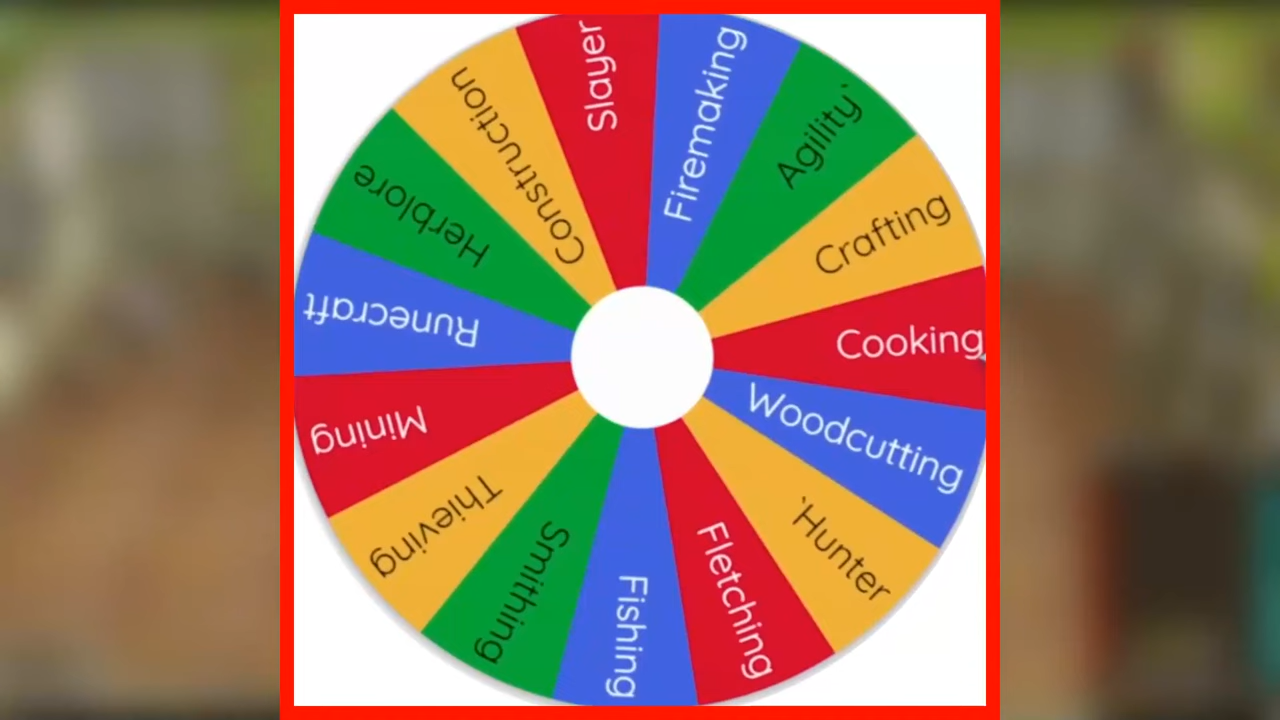 Slayer
Firemaking
Agility`
Crafting
Cooking
Woodcutting
`Hunter
Fletching
Fishing
Smithing
Thieving
Mining
Runecraft
Herblore
Construction